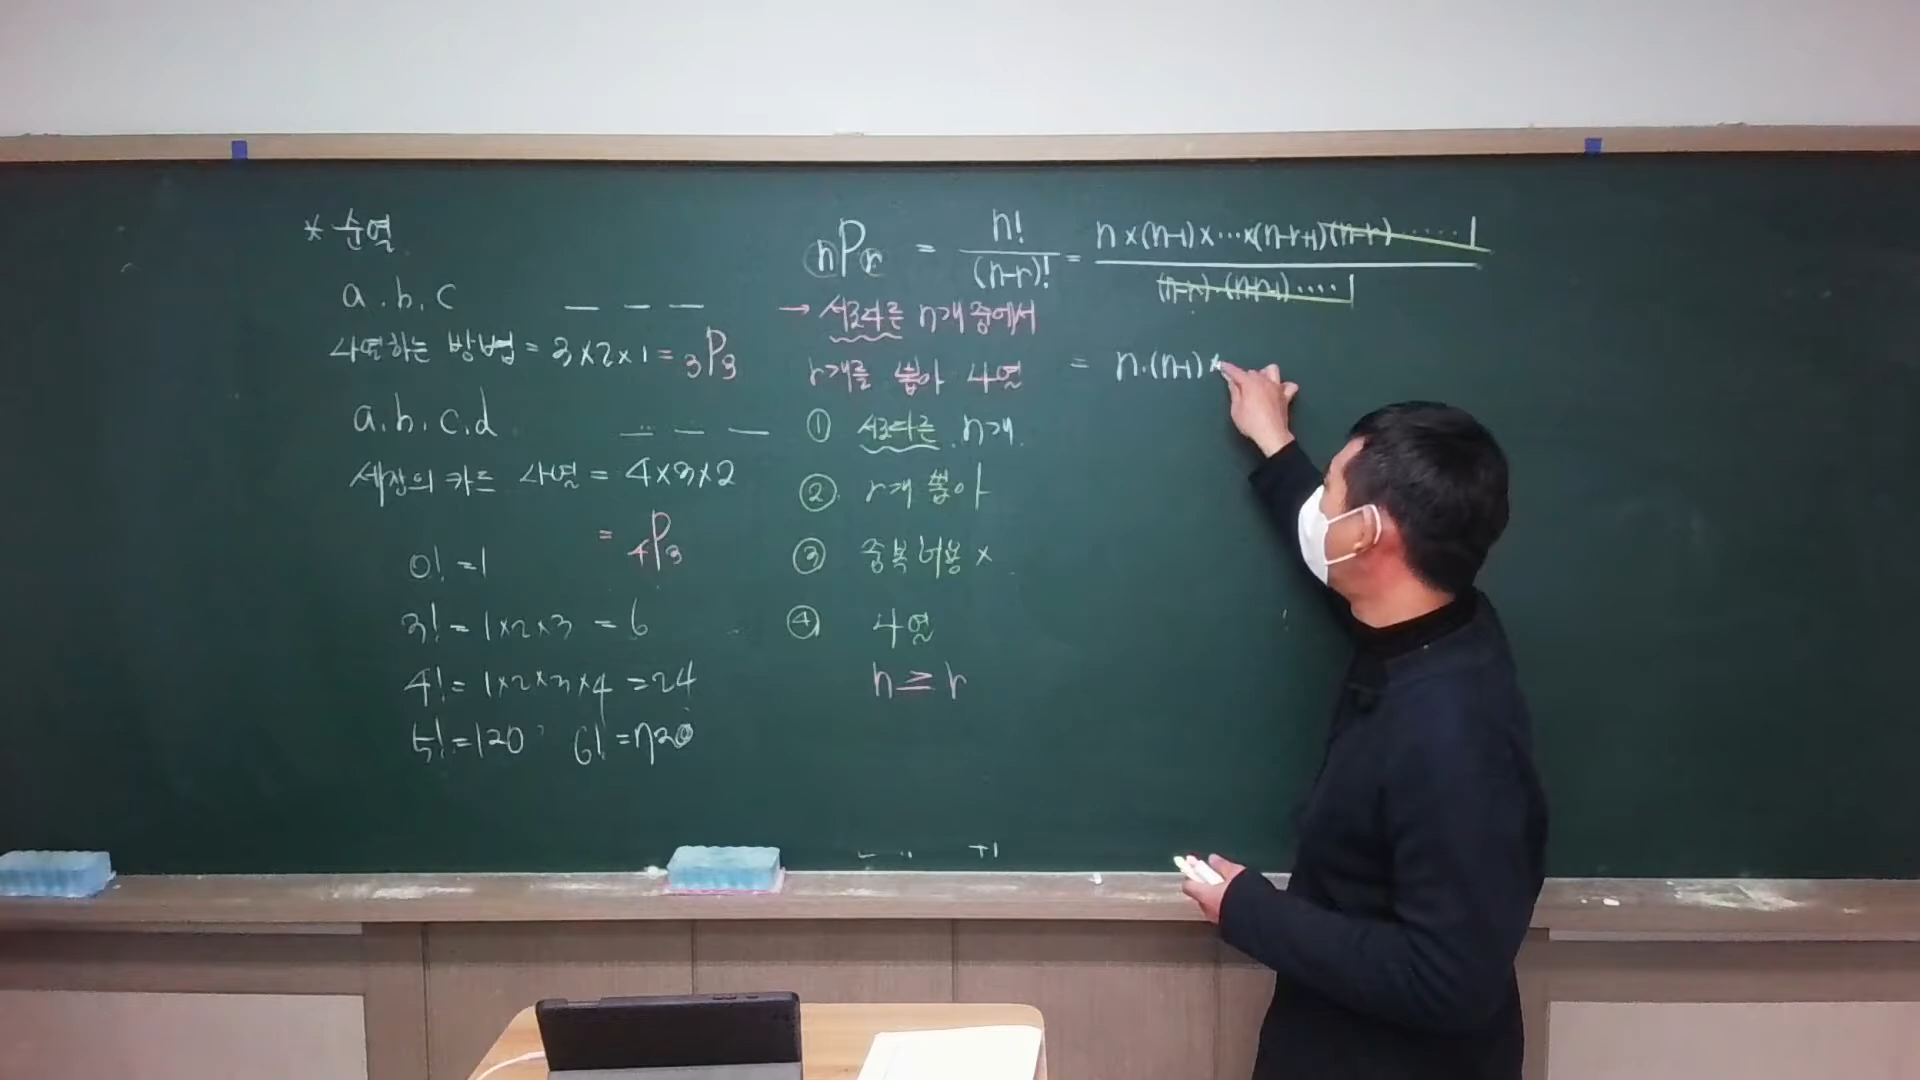 * 순열
a. b. c
나열하는 방법 = 3×2×1 = ₃P₃
a. b. c. d
세장의 카드 나열 = 4×3×2
= ₄P₃
0! = 1
3! = 1×2×3 = 6
4! = 1×2×3×4 = 24
5! = 120 6! = 720
nPr = n!/(n-r)! = n×(n-1)×⋯×(n-r+1)(n-r)⋯⋯1/(n-r)·(n-r-1)⋯⋯1
→ 서로다른 n개 중에서
r개를 뽑아 나열
① 서로다른 n개
② r개 뽑아
③ 중복허용 ×
④ 나열
n ≥ r
= n·(n-1)×